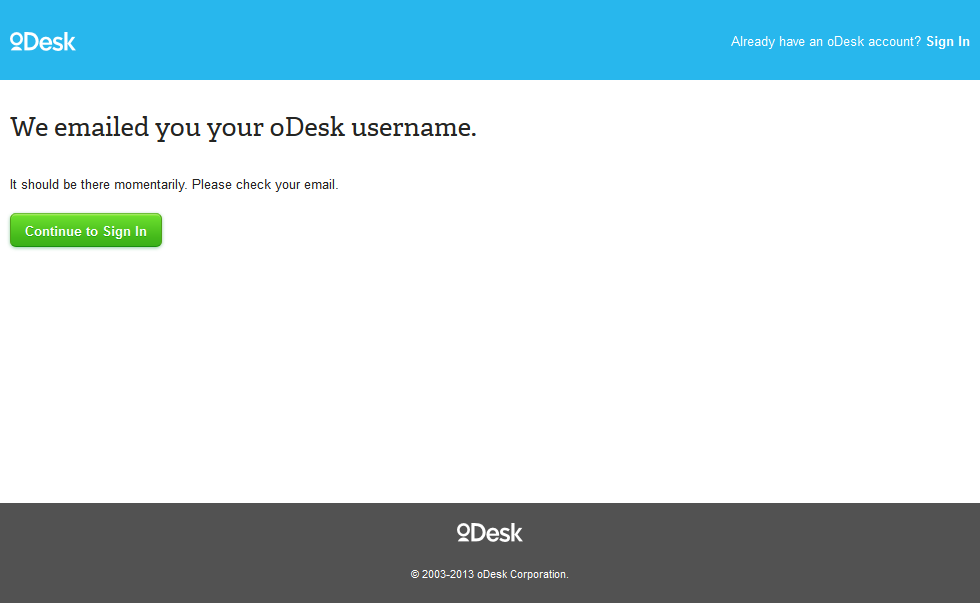 oDesk
Already have an oDesk account? Sign In
We emailed you your oDesk username.
It should be there momentarily. Please check your email.
Continue to Sign In
oDesk
© 2003-2013 oDesk Corporation.